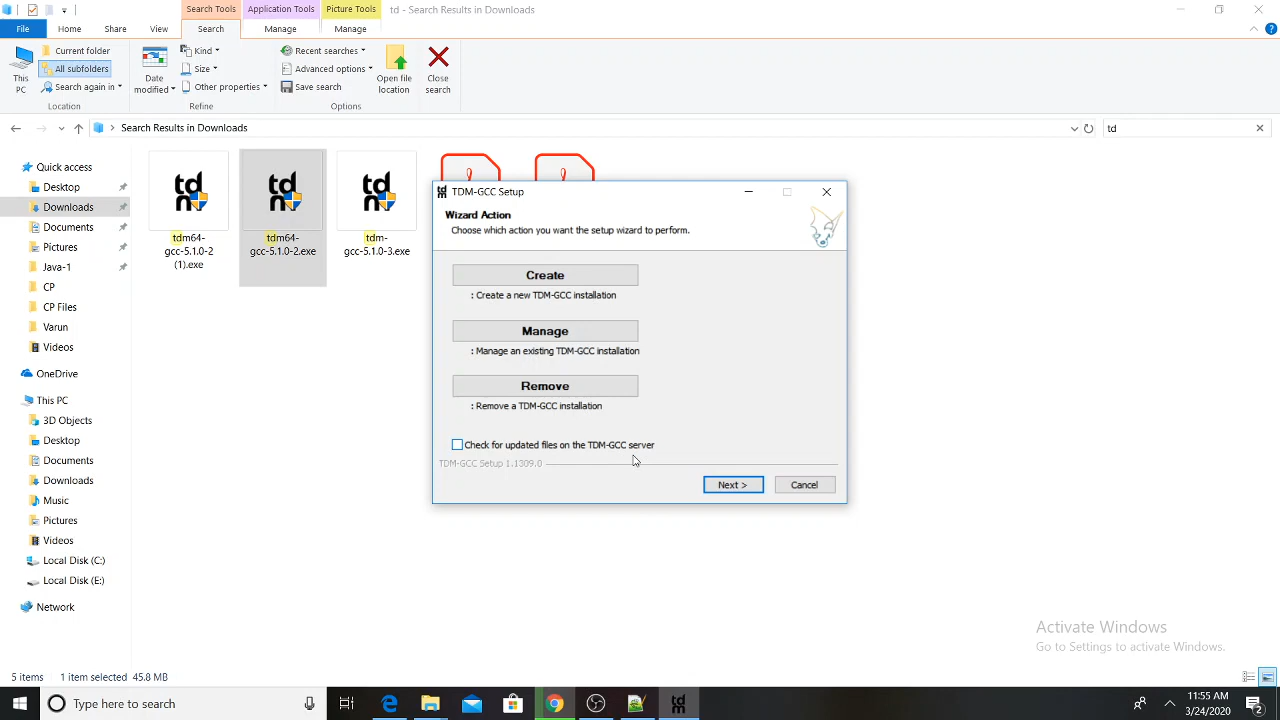 Search Tools
Application Tools
Picture Tools
td - Search Results in Downloads
File
Home
Share
View
Search
Manage
Manage
This PC
Current folder
All subfolders
Search again in
Location
Date modified
Kind
Size
Other properties
Refine
Recent searches
Advanced options
Save search
Open file location
Options
Close search
Search Results in Downloads
td
Quick access
Desktop
Downloads
Documents
Pictures
Java-1
CP
CP Files
Varun
Videos
OneDrive
This PC
3D Objects
Desktop
Documents
Downloads
Music
Pictures
Videos
Local Disk (C:)
Local Disk (E:)
Network
tdm64-
gcc-5.1.0-2
(1).exe
tdm64-
gcc-5.1.0-2.exe
tdm-
gcc-5.1.0-3.exe
TDM-GCC Setup
Wizard Action
Choose which action you want the setup wizard to perform.
Create
: Create a new TDM-GCC installation
Manage
: Manage an existing TDM-GCC installation
Remove
: Remove a TDM-GCC installation
Check for updated files on the TDM-GCC server
TDM-GCC Setup 1.1309.0
Next >
Cancel
Activate Windows
Go to Settings to activate Windows.
5 items
1 item selected 45.8 MB
Type here to search
11:55 AM
3/24/2020
2